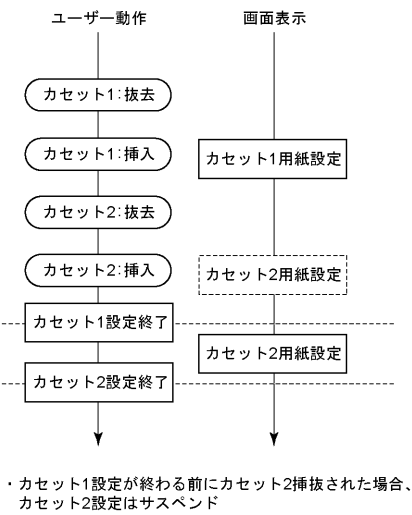 ユーザー動作
画面表示
カセット1:抜去
カセット1:挿入
カセット1用紙設定
カセット2:抜去
カセット2:挿入
カセット2用紙設定
カセット1設定終了
カセット2用紙設定
カセット2設定終了
・カセット1設定が終わる前にカセット2挿抜された場合、
カセット2設定はサスペンド